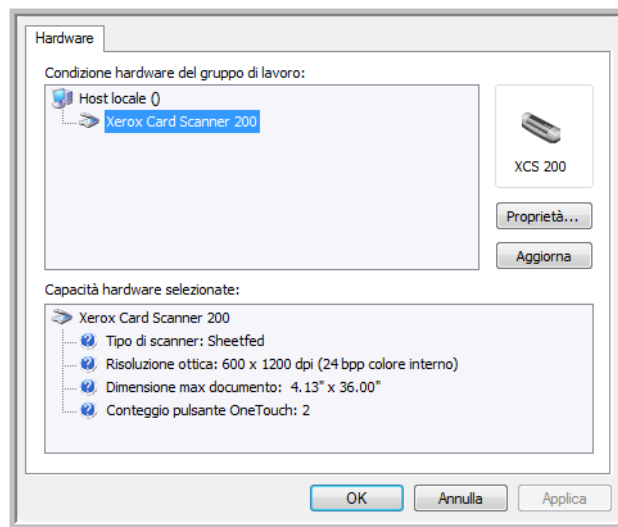 Hardware
Condizione hardware del gruppo di lavoro:
Host locale ()
Xerox Card Scanner 200
XCS 200
Proprietà...
Aggiorna
Capacità hardware selezionate:
Xerox Card Scanner 200
Tipo di scanner: Sheetfed
Risoluzione ottica: 600 x 1200 dpi (24 bpp colore interno)
Dimensione max documento: 4.13" x 36.00"
Conteggio pulsante OneTouch: 2
OK Annulla Applica